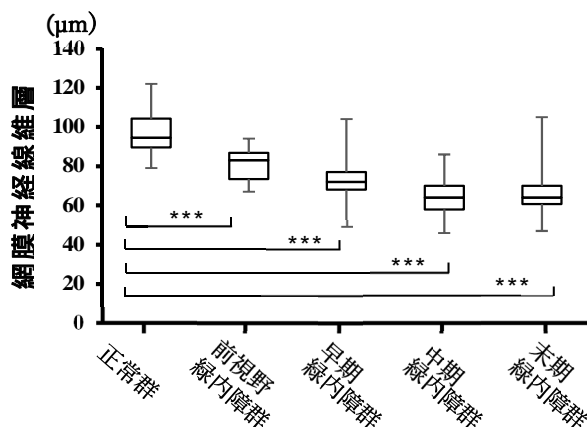 (μm)
網膜神経線維層
140
120
100
80
60
40
20
0
***
***
***
***
正常群
前視野
緑内障群
早期
緑内障群
中期
緑内障群
末期
緑内障群